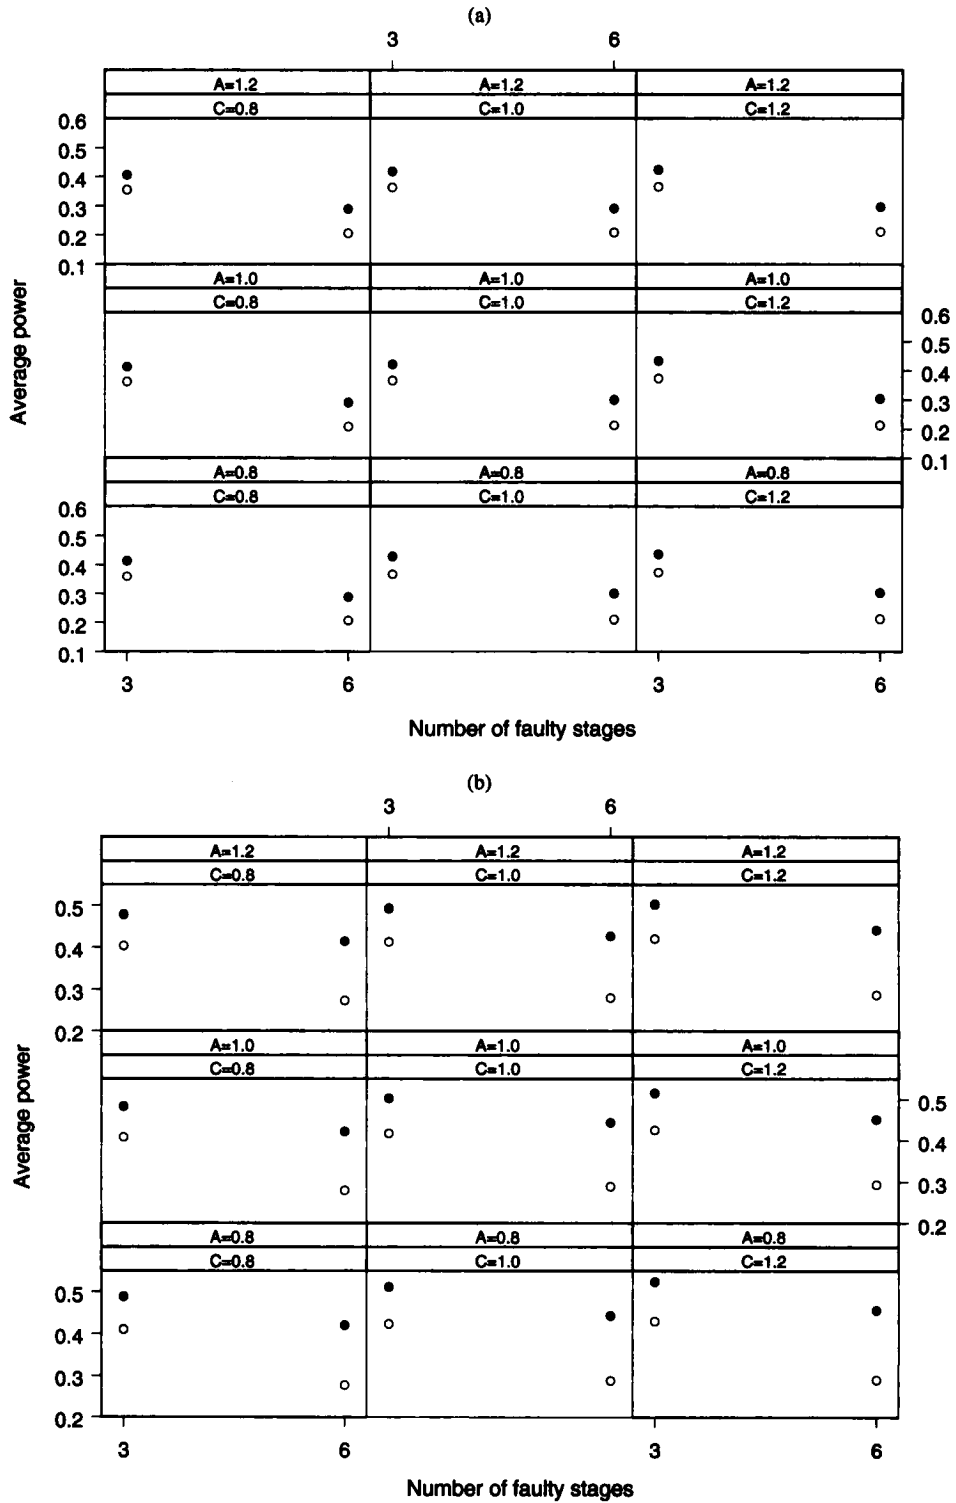 (a)
3 6
A=1.2 A=1.2 A=1.2
C=0.8 C=1.0 C=1.2
0.6
0.5
0.4
0.3
0.2
0.1
A=1.0 A=1.0 A=1.0
C=0.8 C=1.0 C=1.2
0.6
0.5
0.4
0.3
0.2
0.1
Average power
A=0.8 A=0.8 A=0.8
C=0.8 C=1.0 C=1.2
0.6
0.5
0.4
0.3
0.2
0.1
3 6 3 6
Number of faulty stages
(b)
3 6
A=1.2 A=1.2 A=1.2
C=0.8 C=1.0 C=1.2
0.5
0.4
0.3
0.2
A=1.0 A=1.0 A=1.0
C=0.8 C=1.0 C=1.2
0.5
0.4
0.3
0.2
Average power
A=0.8 A=0.8 A=0.8
C=0.8 C=1.0 C=1.2
0.5
0.4
0.3
0.2
3 6 3 6
Number of faulty stages